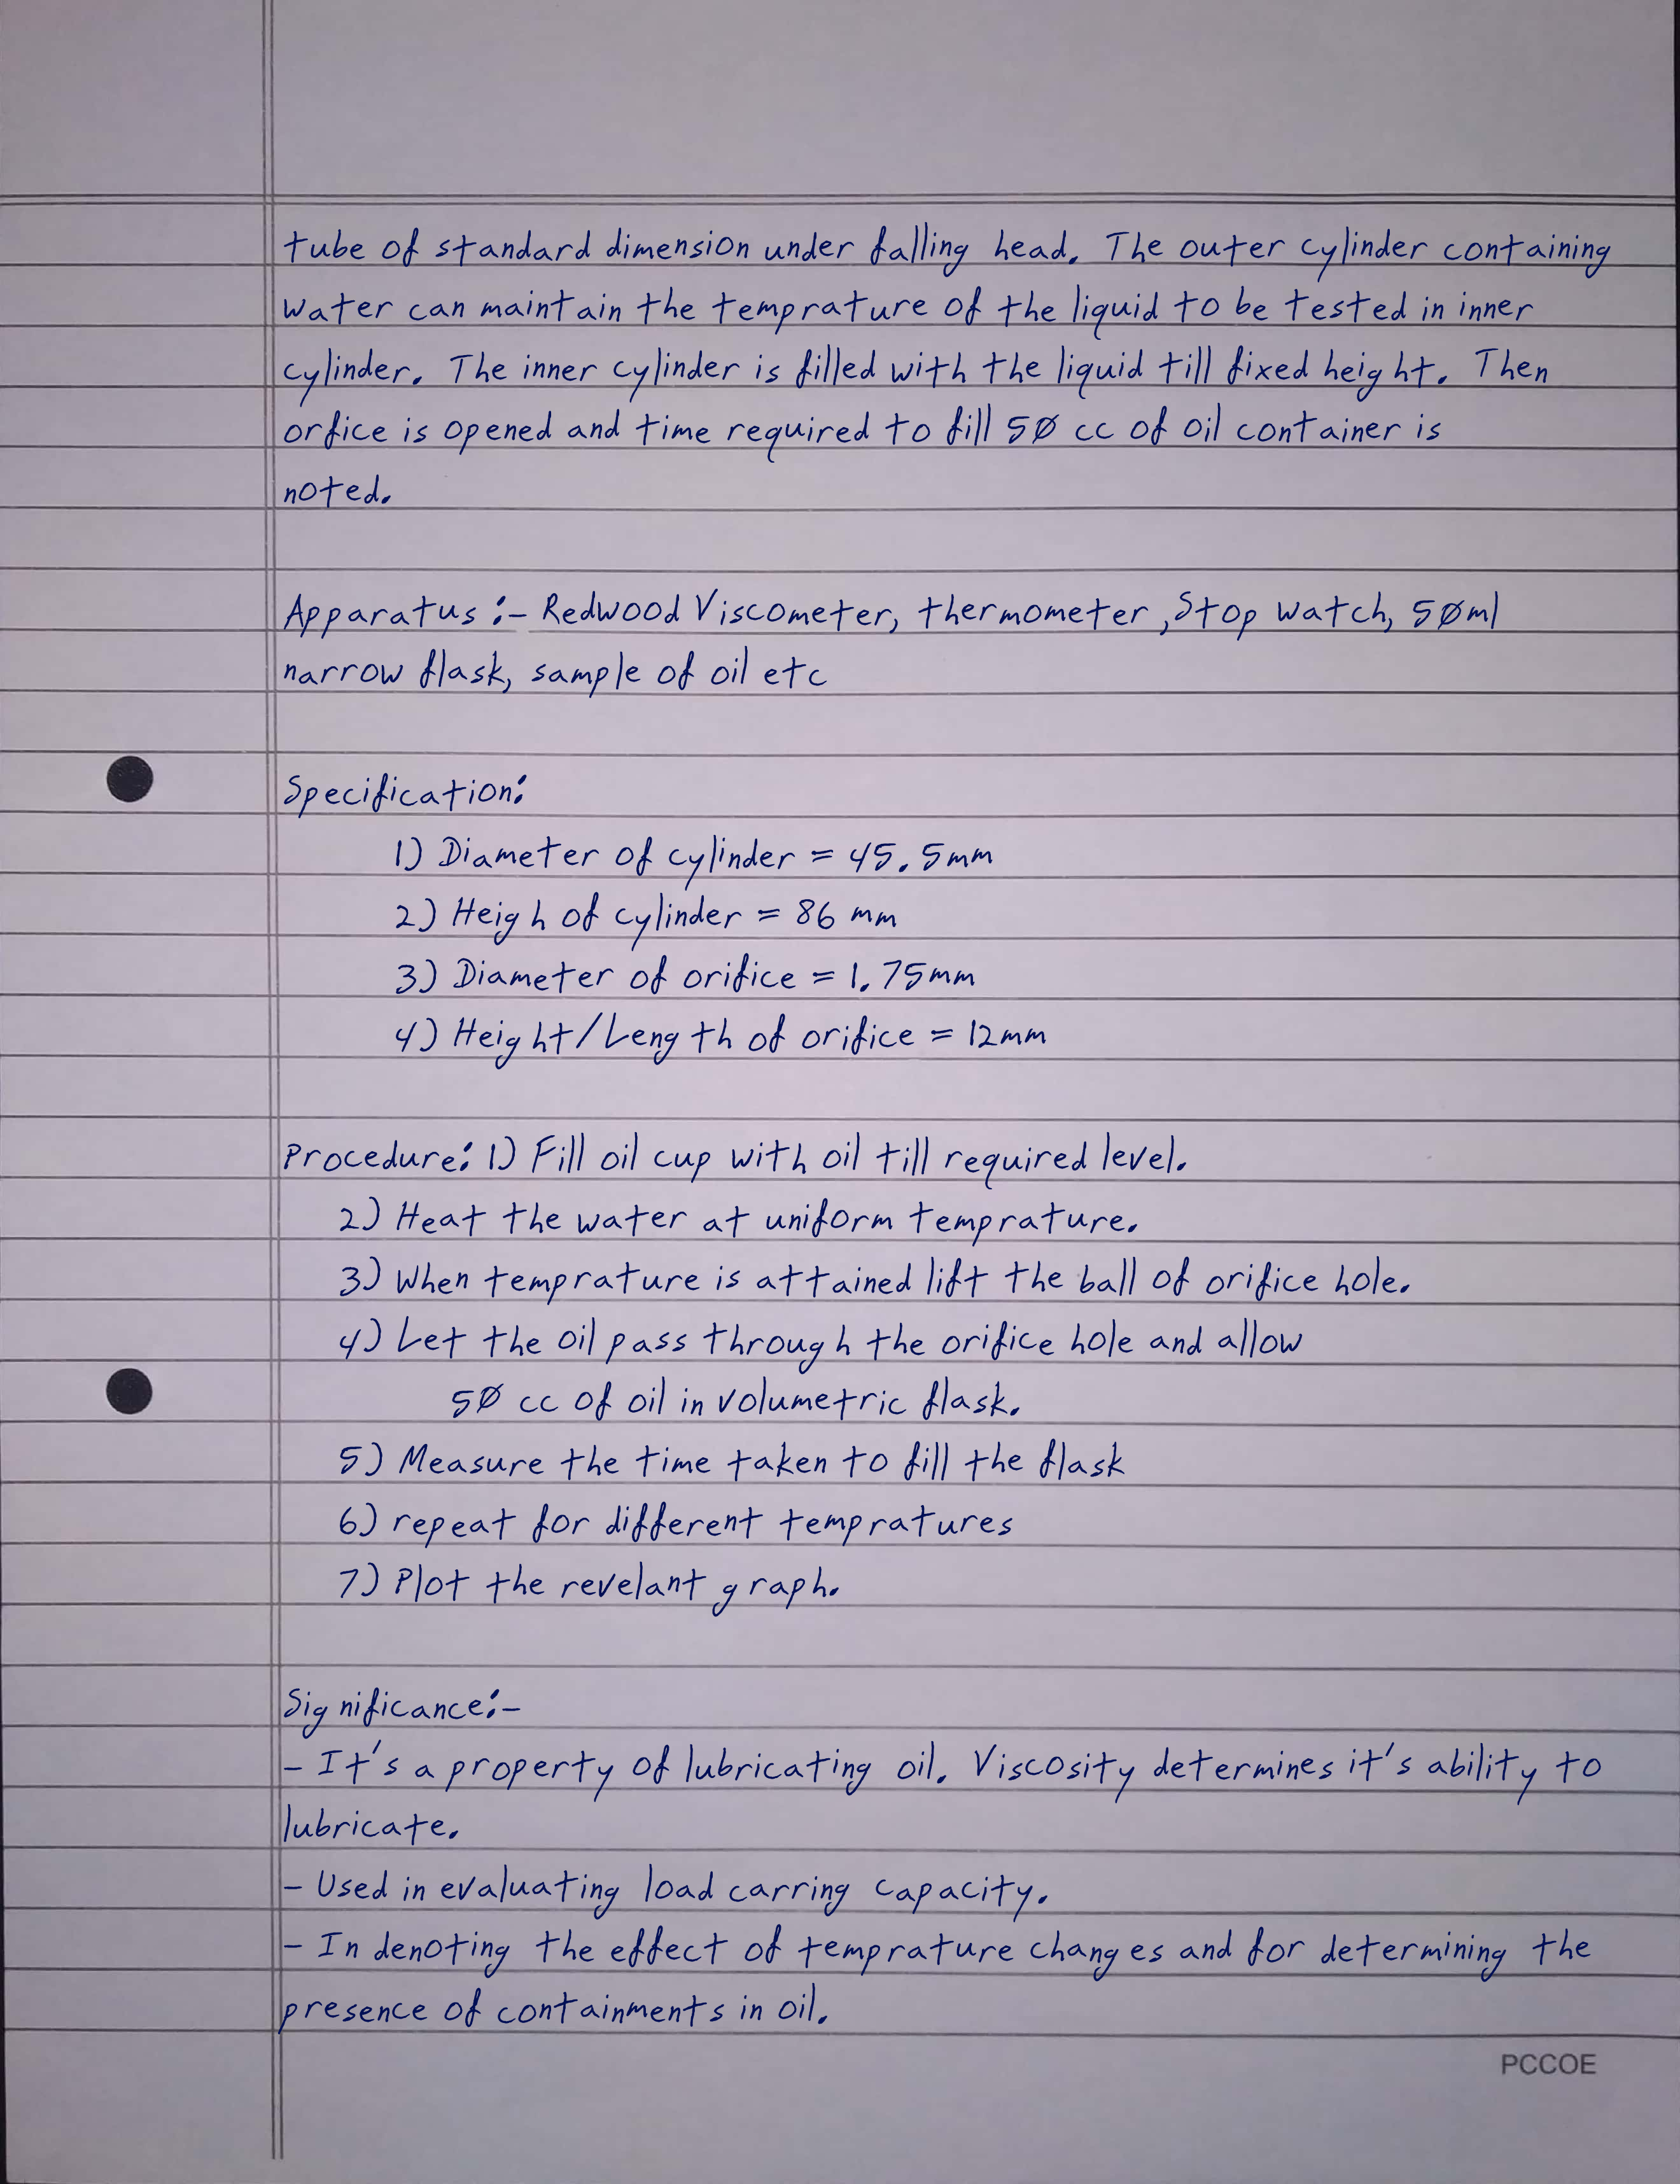 tube of standard dimension under falling head. The outer cylinder containing
water can maintain the temprature of the liquid to be tested in inner
cylinder. The inner cylinder is filled with the liquid till fixed height. Then
orfice is opened and time required to fill 50 cc of oil container is
noted.
Apparatus :- Redwood Viscometer, thermometer ,Stop watch, 50ml
narrow flask, sample of oil etc
Specification:
1) Diameter of cylinder = 45.5mm
2) Heigh of cylinder = 86 mm
3) Diameter of orifice = 1.75mm
4) Height/Length of orifice = 12mm
Procedure: 1) Fill oil cup with oil till required level.
2) Heat the water at uniform temprature.
3) When temprature is attained lift the ball of orifice hole.
4) Let the oil pass through the orifice hole and allow
50 cc of oil in volumetric flask.
5) Measure the time taken to fill the flask
6) repeat for different tempratures
7) Plot the revelant graph.
Significance:-
- It's a property of lubricating oil. Viscosity determines it's ability to
lubricate.
- Used in evaluating load carring capacity.
- In denoting the effect of temprature changes and for determining the
presence of containments in oil.
PCCOE